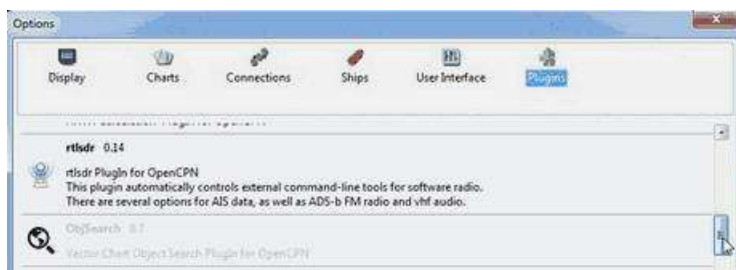 Options
Display Charts Connections Ships User Interface Plugins
rtlsdr 0.14
rtlsdr PlugIn for OpenCPN
This plugin automatically controls external command-line tools for software radio.
There are several options for AIS data, as well as ADS-b FM radio and vhf audio.
ObjSearch
Vector Chart Object Search PlugIn for OpenCPN